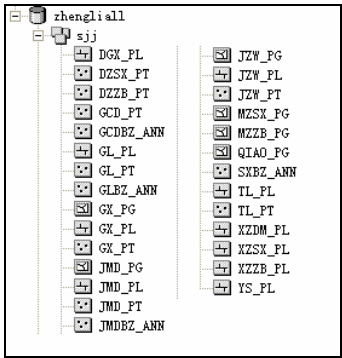 zhengliall
sjj
DGX_PL
DZSX_PT
DZZB_PT
GCD_PT
GCDBZ_ANN
GL_PL
GL_PT
GLBZ_ANN
GX_PG
GX_PL
GX_PT
JMD_PG
JMD_PL
JMD_PT
JMDBZ_ANN
JZW_PG
JZW_PL
JZW_PT
MZSX_PG
MZZB_PG
QIAO_PG
SXBZ_ANN
TL_PL
TL_PT
XZDM_PL
XZSX_PL
XZZB_PL
YS_PL